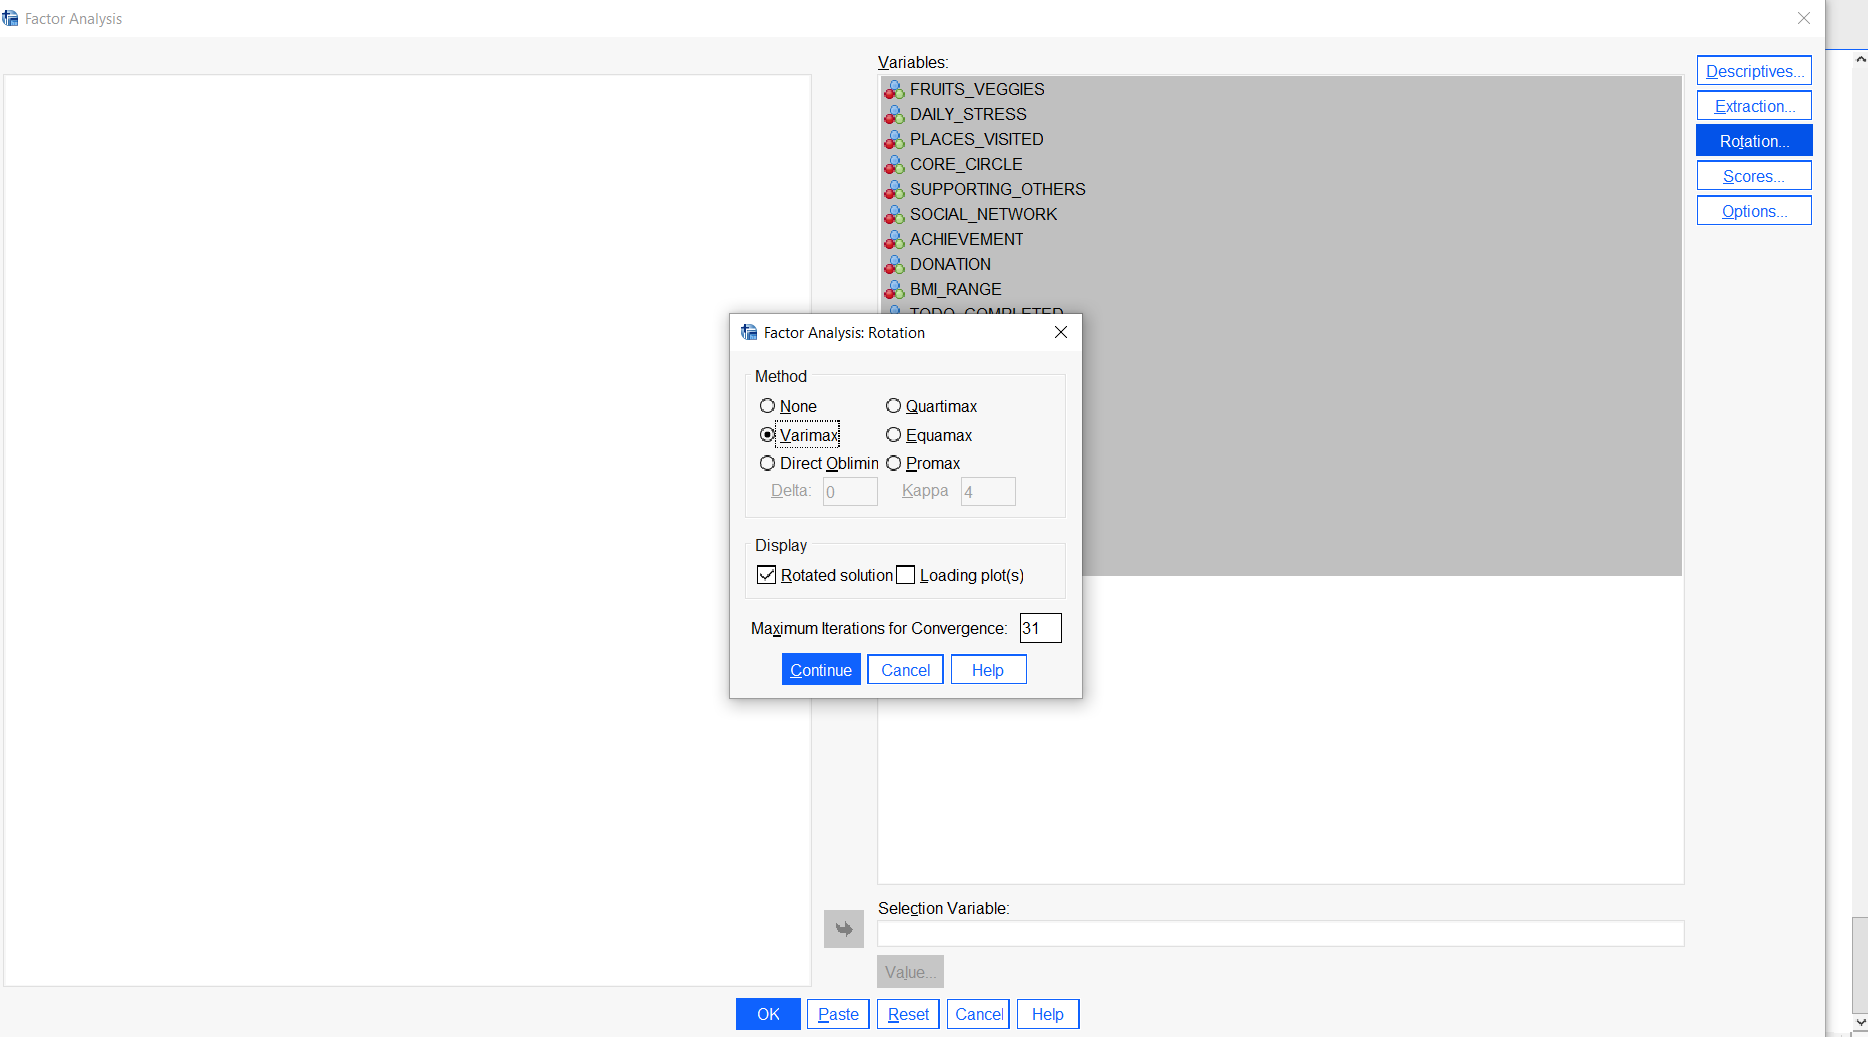 Factor Analysis
Variables:
FRUITS_VEGGIES
DAILY_STRESS
PLACES_VISITED
CORE_CIRCLE
SUPPORTING_OTHERS
SOCIAL_NETWORK
ACHIEVEMENT
DONATION
BMI_RANGE
TODO_COMPLETED
Descriptives...
Extraction...
Rotation...
Scores...
Options...
Factor Analysis: Rotation
Method
None
Quartimax
Varimax
Equamax
Direct Oblimin
Promax
Delta: 0
Kappa 4
Display
Rotated solution
Loading plot(s)
Maximum Iterations for Convergence: 31
Continue
Cancel
Help
Selection Variable:
Value...
OK
Paste
Reset
Cancel
Help